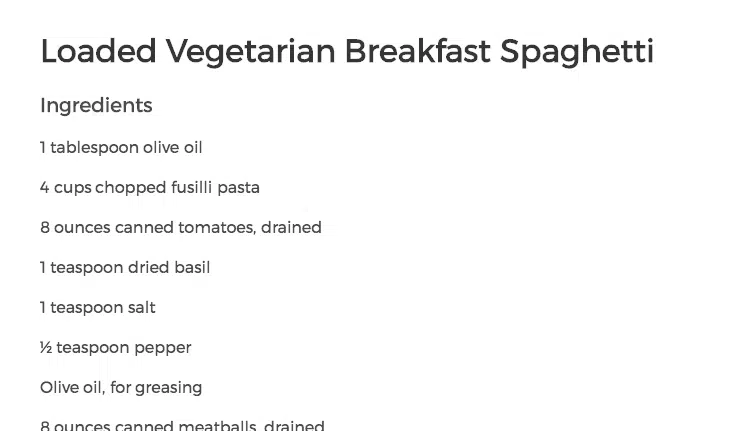 Loaded Vegetarian Breakfast Spaghetti
Ingredients
1 tablespoon olive oil
4 cups chopped fusilli pasta
8 ounces canned tomatoes, drained
1 teaspoon dried basil
1 teaspoon salt
½ teaspoon pepper
Olive oil, for greasing
8 ounces canned meatballs, drained